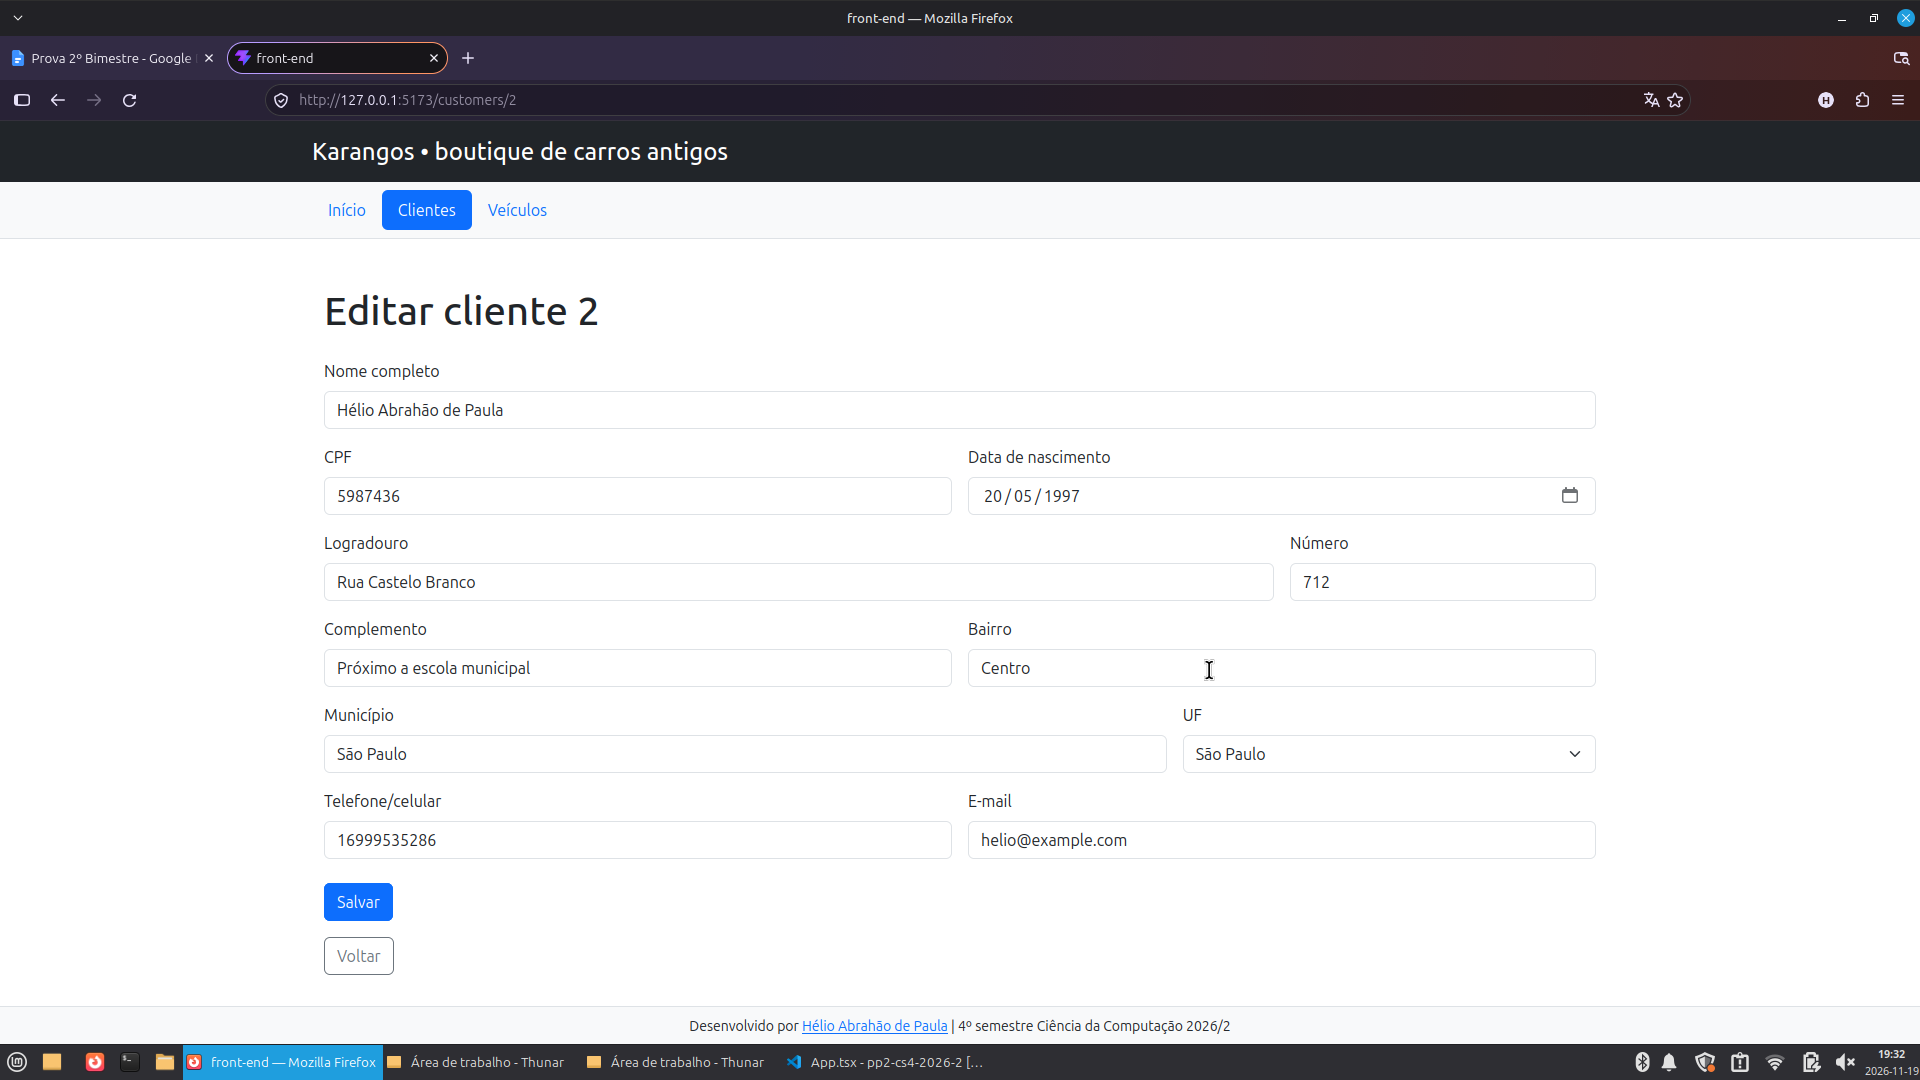 front-end — Mozilla Firefox
Prova 2º Bimestre - Google
front-end
http://127.0.0.1:5173/customers/2
H
Karangos • boutique de carros antigos
Início
Clientes
Veículos
Editar cliente 2
Nome completo
Hélio Abrahão de Paula
CPF
Data de nascimento
5987436
20/05/1997
Logradouro
Número
Rua Castelo Branco
712
Complemento
Bairro
Próximo a escola municipal
Centro
Município
UF
São Paulo
São Paulo
Telefone/celular
E-mail
16999535286
helio@example.com
Salvar
Voltar
Desenvolvido por Hélio Abrahão de Paula | 4º semestre Ciência da Computação 2026/2
front-end — Mozilla Firefox
Área de trabalho - Thunar
Área de trabalho - Thunar
App.tsx - pp2-cs4-2026-2 [...
19:32
2026-11-19